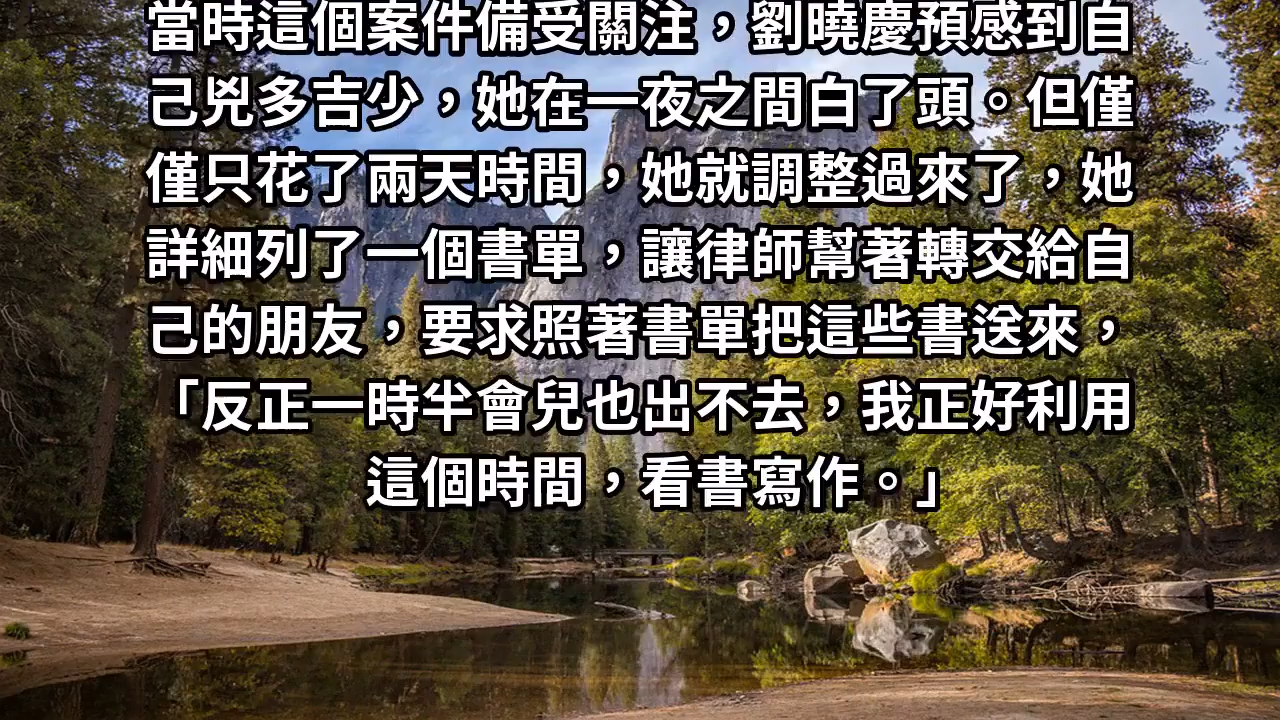 當時這個案件備受關注，劉曉慶預感到自
己兇多吉少，她在一夜之間白了頭。但僅
僅只花了兩天時間，她就調整過來了，她
詳細列了一個書單，讓律師幫著轉交給自
己的朋友，要求照著書單把這些書送來，
「反正一時半會兒也出不去，我正好利用
這個時間，看書寫作。」